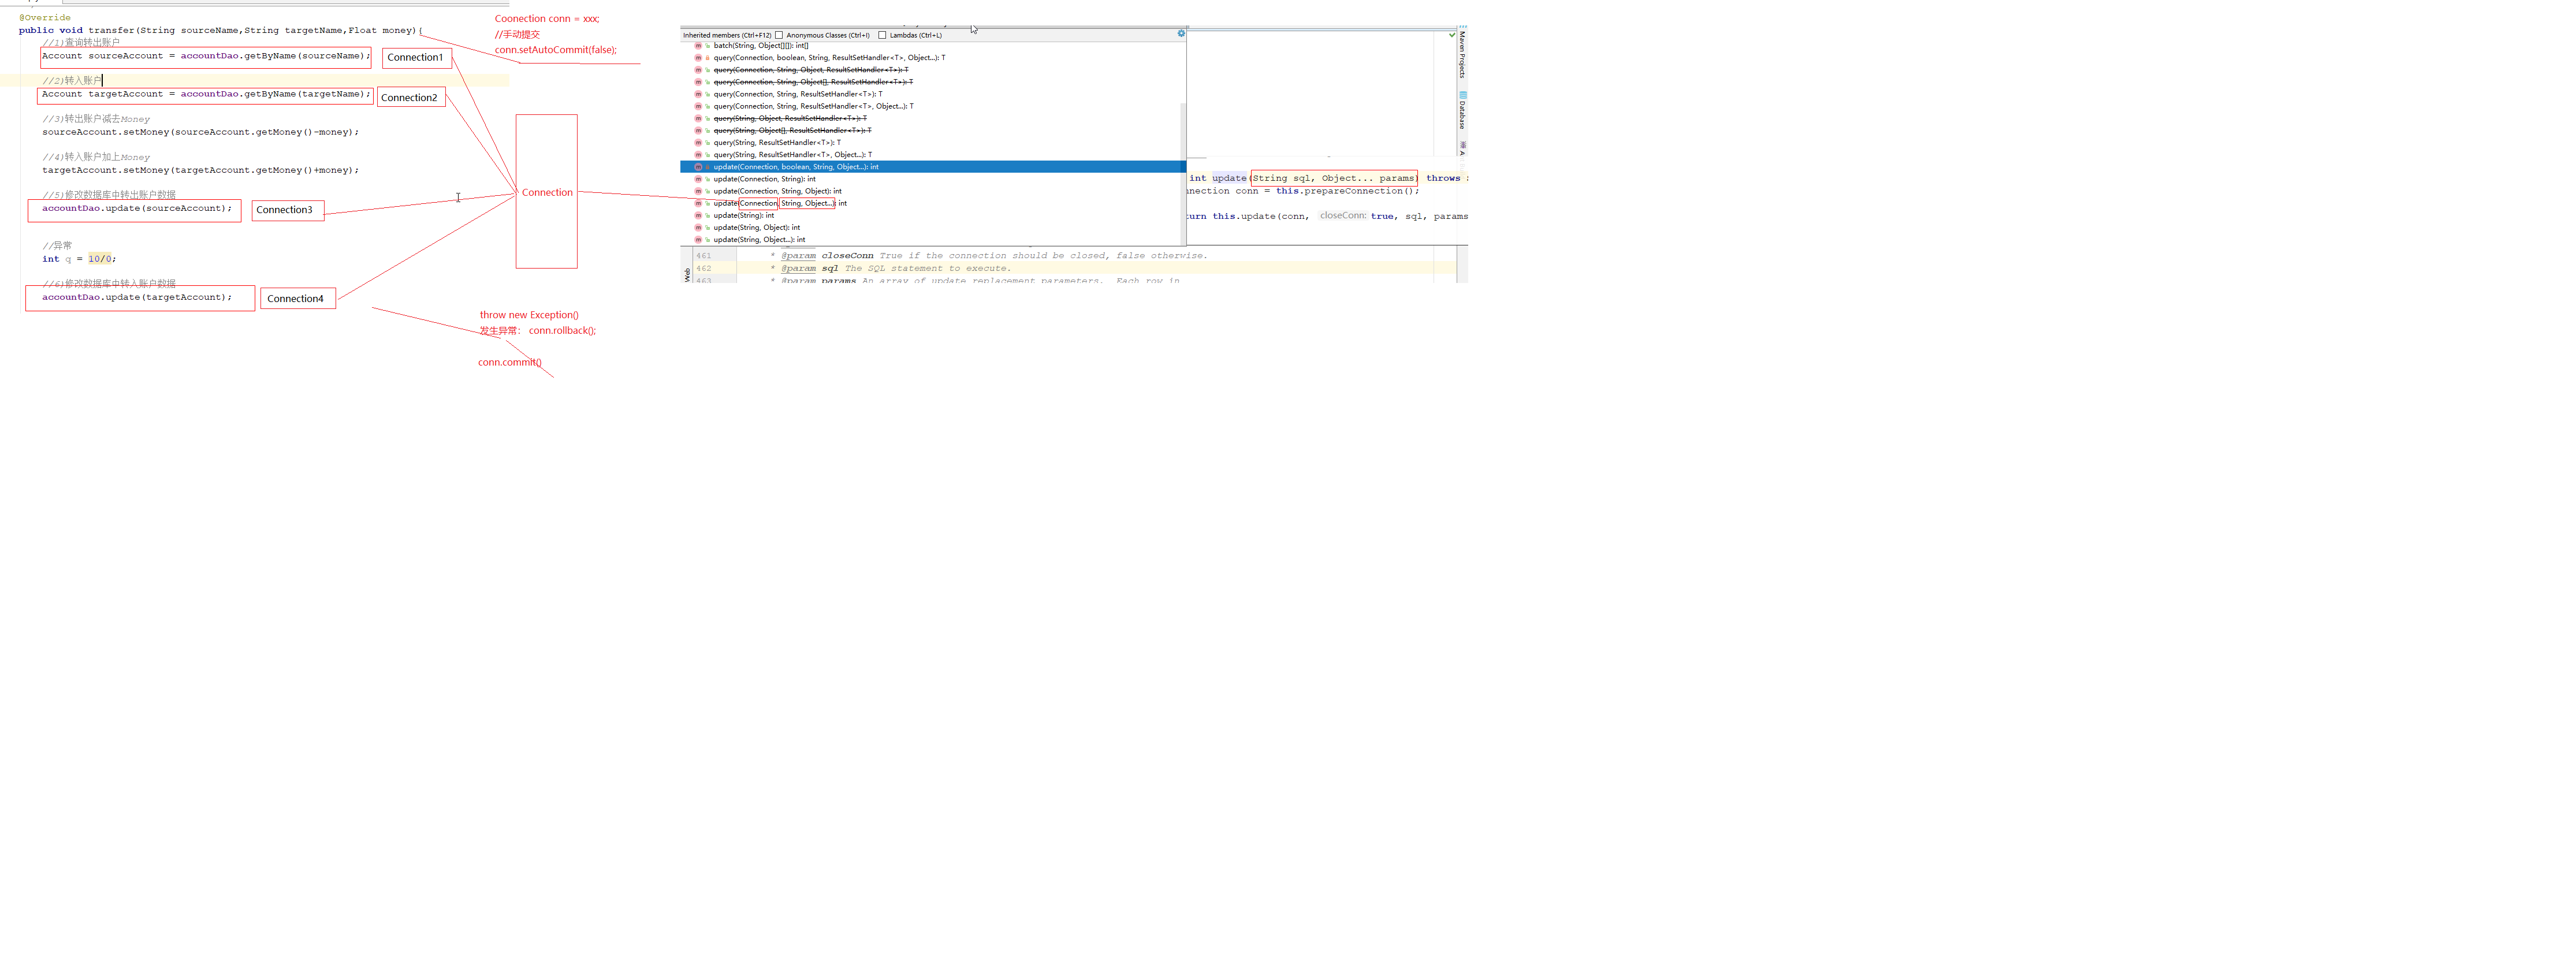 @Override
public void transfer(String sourceName,String targetName,Float money){
//1)查询转出账户
Account sourceAccount = accountDao.getByName(sourceName);
Connection1
//2)转入账户
Account targetAccount = accountDao.getByName(targetName);
Connection2
//3)转出账户减去Money
sourceAccount.setMoney(sourceAccount.getMoney()-money);
//4)转入账户加上Money
targetAccount.setMoney(targetAccount.getMoney()+money);
//5)修改数据库中转出账户数据
accountDao.update(sourceAccount);
Connection3
//异常
int q = 10/0;
//6)修改数据库中转入账户数据
accountDao.update(targetAccount);
Connection4
Coonection conn = xxx;
//手动提交
conn.setAutoCommit(false);
Connection
throw new Exception()
发生异常： conn.rollback();
conn.commit()
Inherited members (Ctrl+F12) Anonymous Classes (Ctrl+I) Lambdas (Ctrl+L)
batch(String, Object[][]): int[]
query(Connection, boolean, String, ResultSetHandler<T>, Object...): T
query(Connection, String, Object, ResultSetHandler<T>): T
query(Connection, String, Object[], ResultSetHandler<T>): T
query(Connection, String, ResultSetHandler<T>): T
query(Connection, String, ResultSetHandler<T>, Object...): T
query(String, Object, ResultSetHandler<T>): T
query(String, Object[], ResultSetHandler<T>): T
query(String, ResultSetHandler<T>): T
query(String, ResultSetHandler<T>, Object...): T
update(Connection, boolean, String, Object...): int
update(Connection, String): int
update(Connection, String, Object): int
update(Connection, String, Object...): int
update(String): int
update(String, Object): int
update(String, Object...): int
int update(String sql, Object... params) throws
nnection conn = this.prepareConnection();
turn this.update(conn, closeConn: true, sql, params
461 * @param closeConn True if the connection should be closed, false otherwise.
462 * @param sql The SQL statement to execute.
463 * @param params An array of update replacement parameters. Each row in
Web
Maven Projects
Database